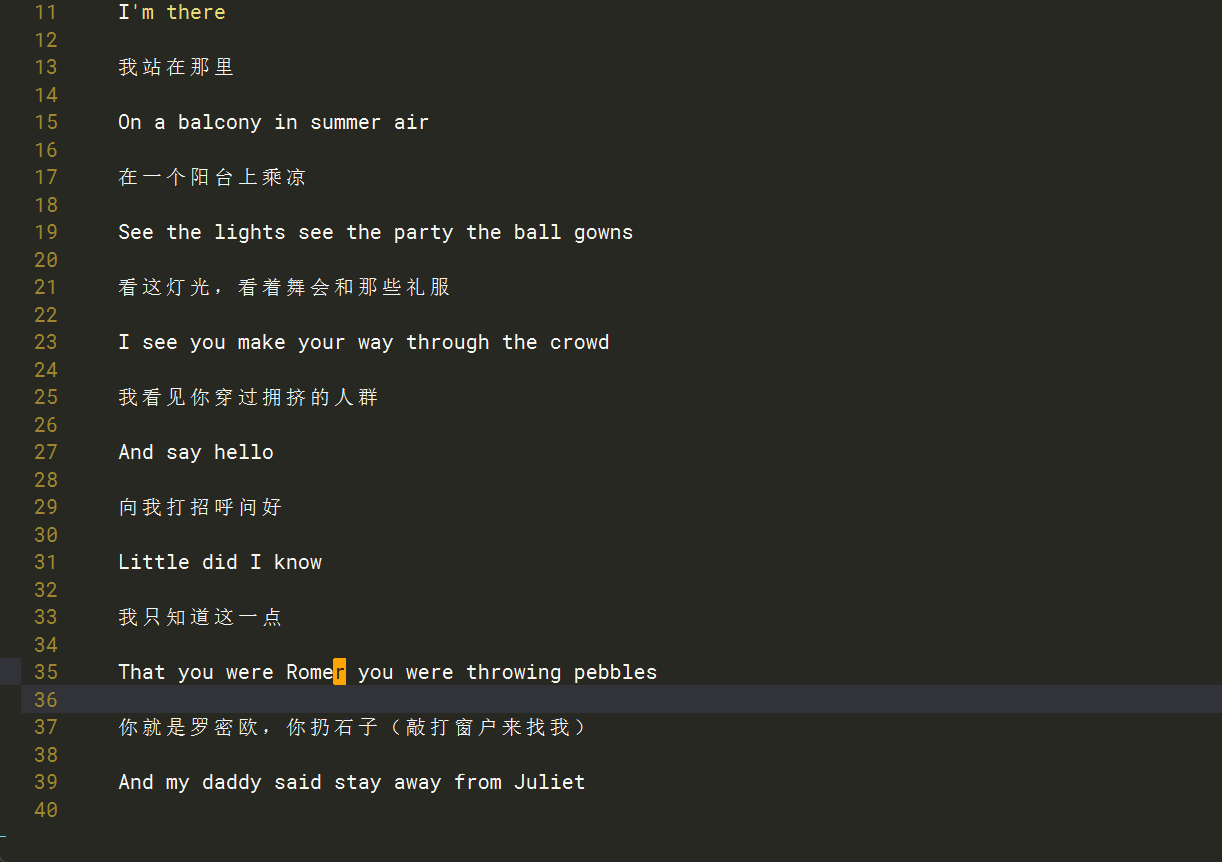 11 I'm there
12
13 我站在那里
14
15 On a balcony in summer air
16
17 在一个阳台上乘凉
18
19 See the lights see the party the ball gowns
20
21 看这灯光，看着舞会和那些礼服
22
23 I see you make your way through the crowd
24
25 我看见你穿过拥挤的人群
26
27 And say hello
28
29 向我打招呼问好
30
31 Little did I know
32
33 我只知道这一点
34
35 That you were Romer you were throwing pebbles
36
37 你就是罗密欧，你扔石子（敲打窗户来找我）
38
39 And my daddy said stay away from Juliet
40